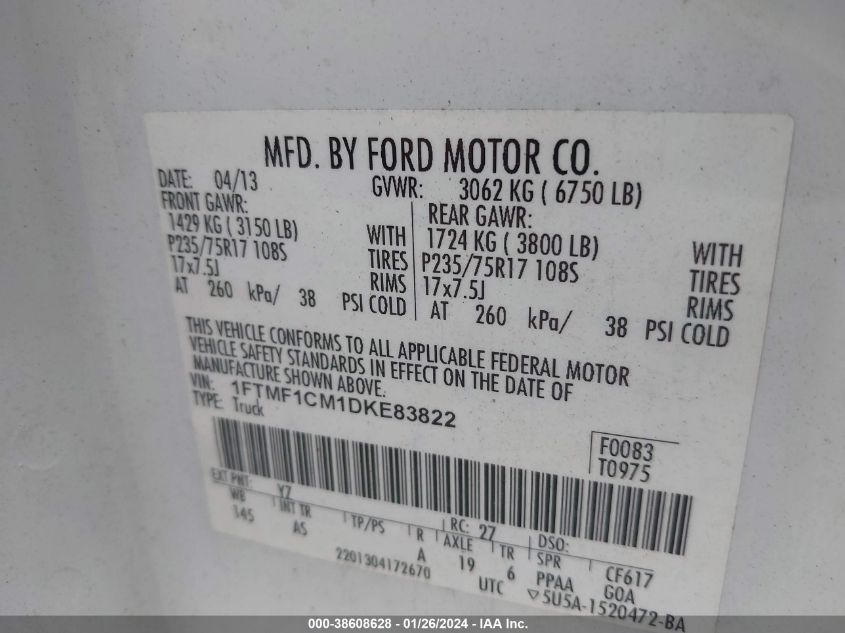 MFD. BY FORD MOTOR CO.
DATE: 04/13 GVWR: 3062 KG ( 6750 LB)
FRONT GAWR: REAR GAWR:
1429 KG ( 3150 LB) WITH 1724 KG ( 3800 LB) WITH
P235/75R17 108S TIRES P235/75R17 108S TIRES
17x7.5J RIMS 17x7.5J RIMS
AT 260 kPa/ 38 PSI COLD AT 260 kPa/ 38 PSI COLD
THIS VEHICLE CONFORMS TO ALL APPLICABLE FEDERAL MOTOR
VEHICLE SAFETY STANDARDS IN EFFECT ON THE DATE OF
MANUFACTURE SHOWN ABOVE.
VIN: 1FTMF1CM1DKE83822
TYPE: Truck
F0083
T0975
EXT PNT: YZ RC: 27 DSO:
WB INT TR TP/PS R AXLE TR SPR CF617
145 AS A 19 6 PPAA GOA
2201304172670 UTC ▽5U5A-1520472-BA
000-38608628 - 01/26/2024 - IAA Inc.